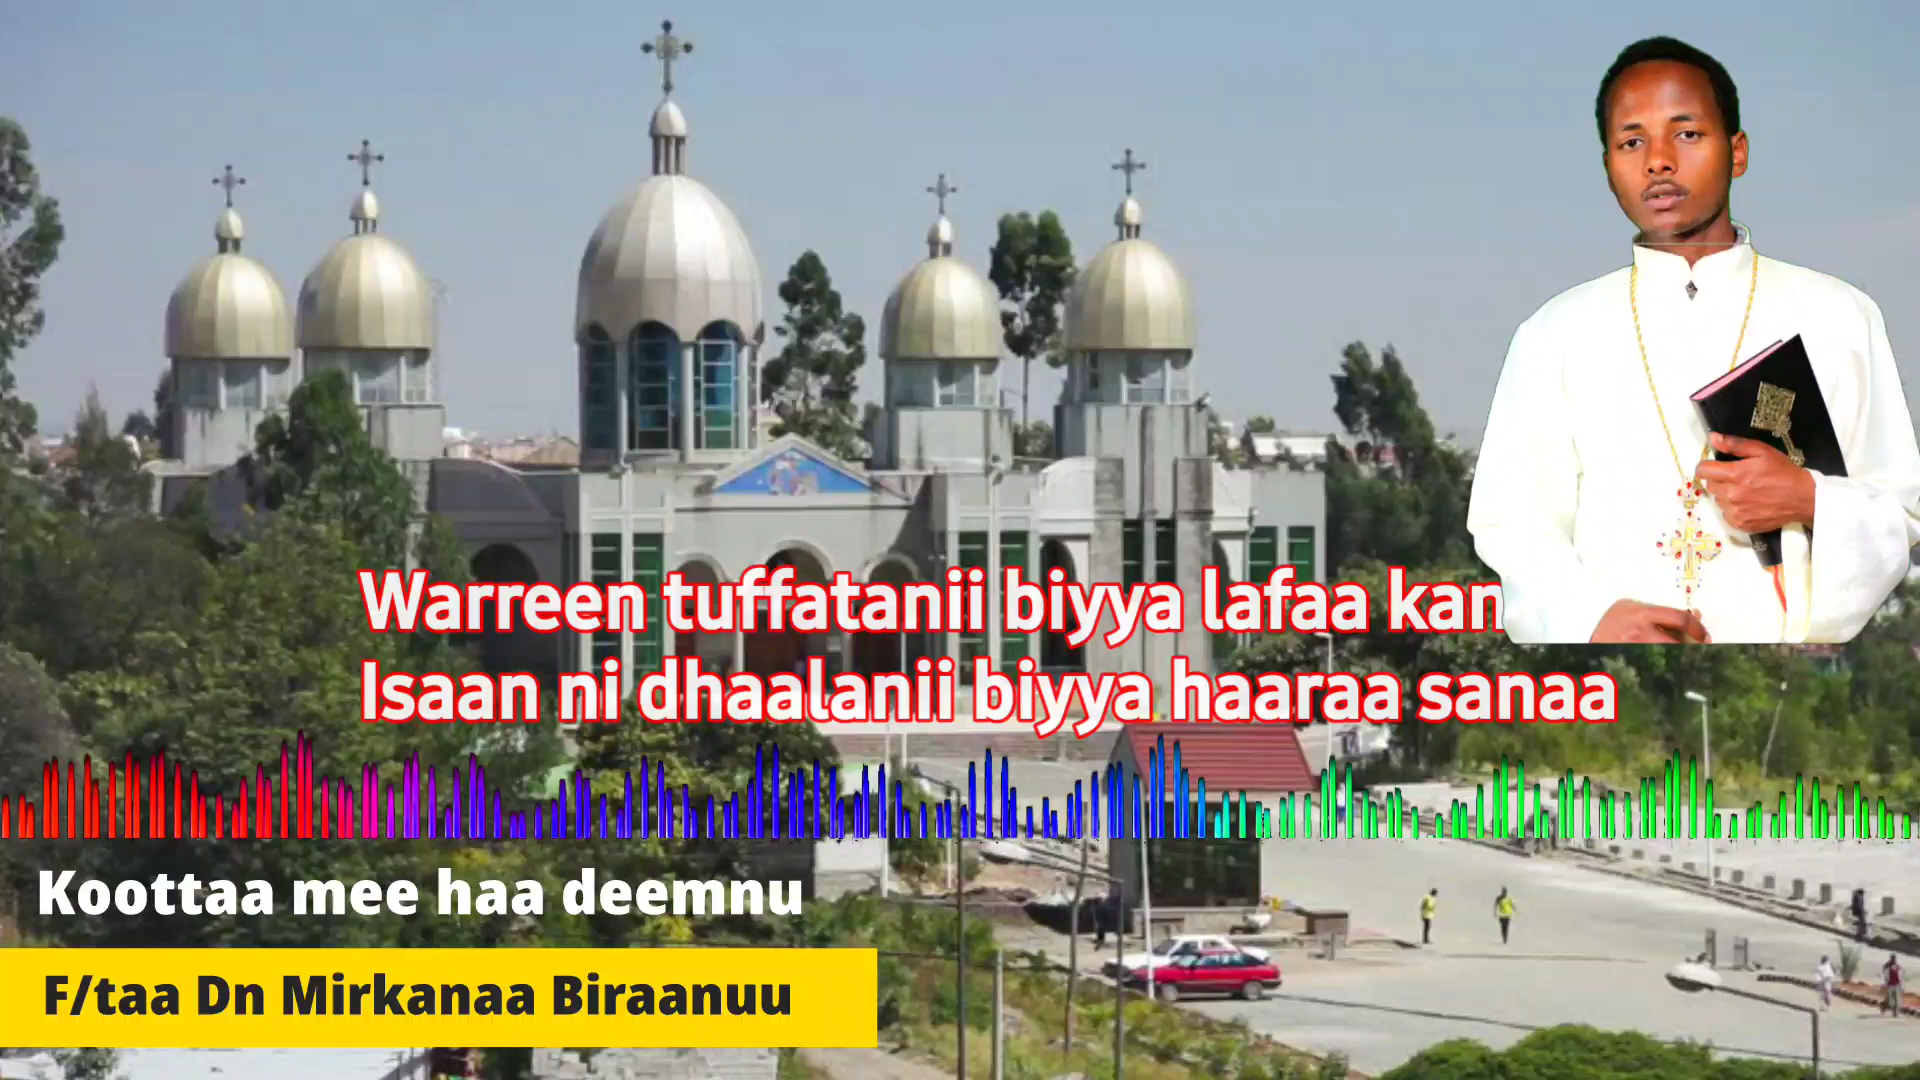 Warreen tuffatanii biyya lafaa kan
Isaan ni dhaalanii biyya haaraa sanaa
Koottaa mee haa deemnu
F/taa Dn Mirkanaa Biraanuu